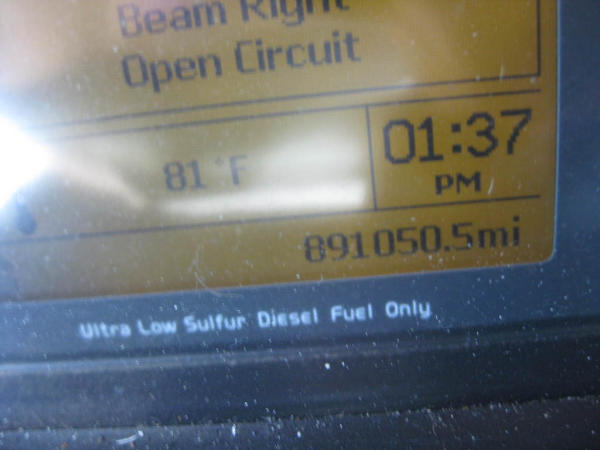 Beam Right
Open Circuit
81 °F
01:37
PM
891050.5mi
Ultra Low Sulfur Diesel Fuel Only